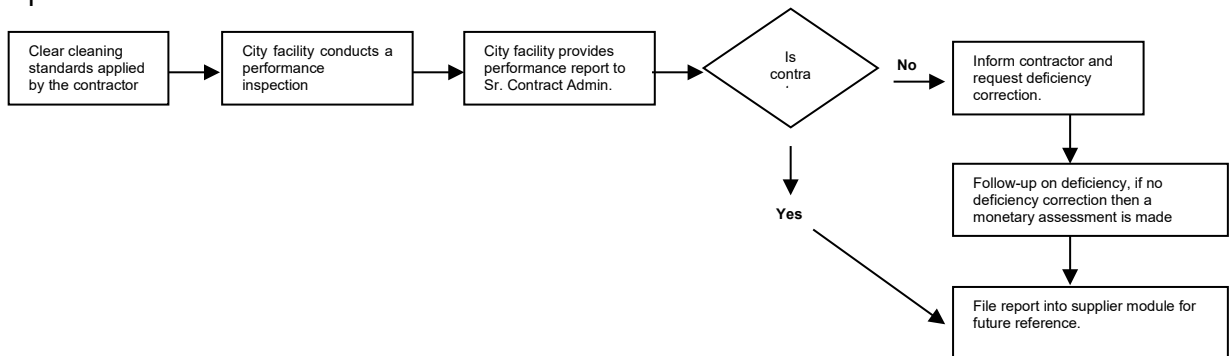 Clear cleaning
standards applied
by the contractor
City facility conducts a
performance
inspection
City facility provides
performance report to
Sr. Contract Admin.
Is
contra
No
Inform contractor and
request deficiency
correction.
Yes
Follow-up on deficiency, if no
deficiency correction then a
monetary assessment is made
File report into supplier module for
future reference.